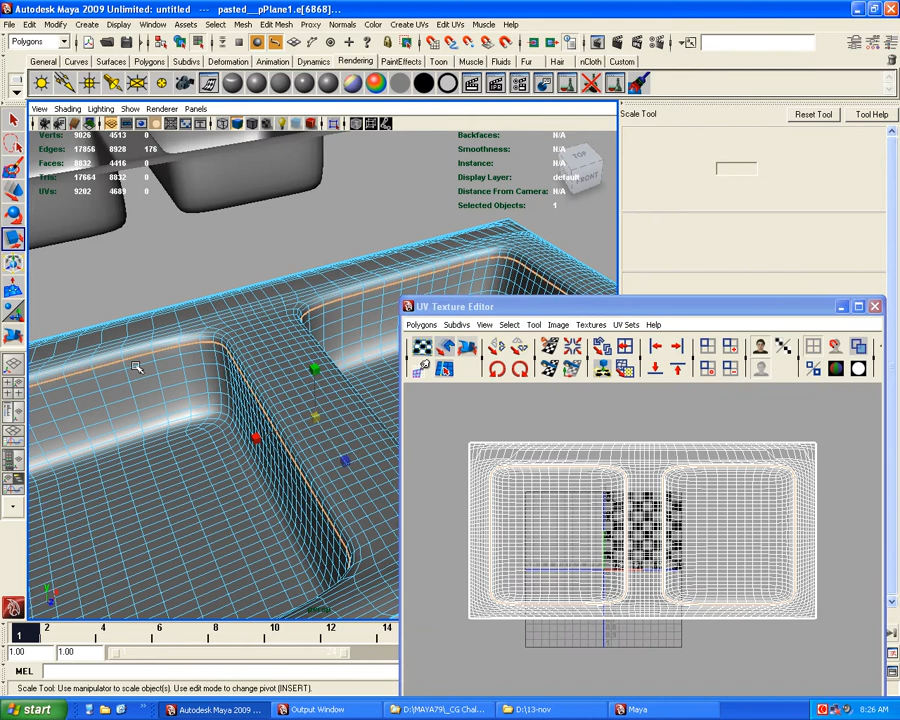 Autodesk Maya 2009 Unlimited: untitled --- pasted__pPlane1.e[6868]...
File Edit Modify Create Display Window Assets Select Mesh Edit Mesh Proxy Normals Color Create UVs Edit UVs Muscle Help
Polygons
General Curves Surfaces Polygons Subdivs Deformation Animation Dynamics Rendering PaintEffects Toon Muscle Fluids Fur Hair nCloth Custom
View Shading Lighting Show Renderer Panels
Scale Tool Reset Tool Tool Help
Verts: 9026 4513 0
Edges: 17856 8928 176
Faces: 8832 4416 0
Tris: 17664 8832 0
UVs: 9202 4689 0
Backfaces: N/A
Smoothness: N/A
Instance: N/A
Display Layer: default
Distance From Camera: N/A
Selected Objects: 1
TOP
FRONT
UV Texture Editor
Polygons Subdivs View Select Tool Image Textures UV Sets Help
persp
1 2 4 6 8 10 12 14
1.00 1.00 24
MEL
Scale Tool: Use manipulator to scale object(s). Use edit mode to change pivot (INSERT).
start Autodesk Maya 2009 ... Output Window D:\MAYA79\_CG Chal... D:\13-nov Maya 8:26 AM